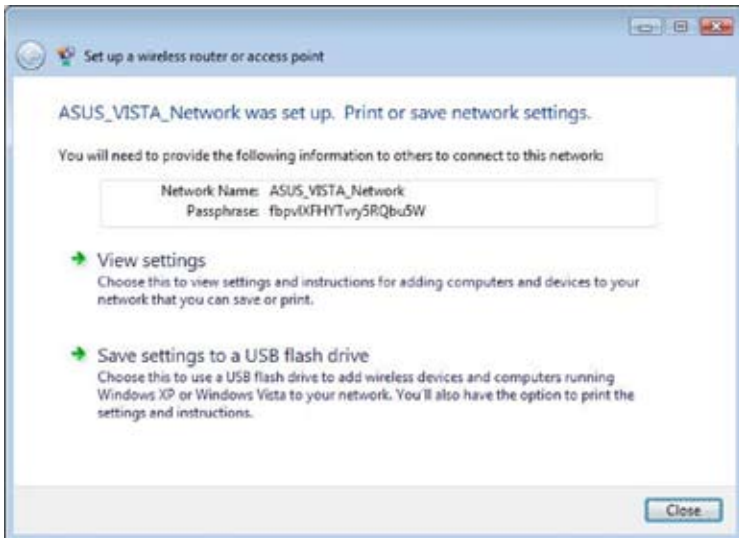 Set up a wireless router or access point
ASUS_VISTA_Network was set up. Print or save network settings.
You will need to provide the following information to others to connect to this network:
Network Name: ASUS_VISTA_Network
Passphrase:
View settings
Choose this to view settings and instructions for adding computers and devices to your
network that you can save or print.
Save settings to a USB flash drive
Choose this to use a USB flash drive to add wireless devices and computers running
Windows XP or Windows Vista to your network. You'll also have the option to print the
settings and instructions.
Close